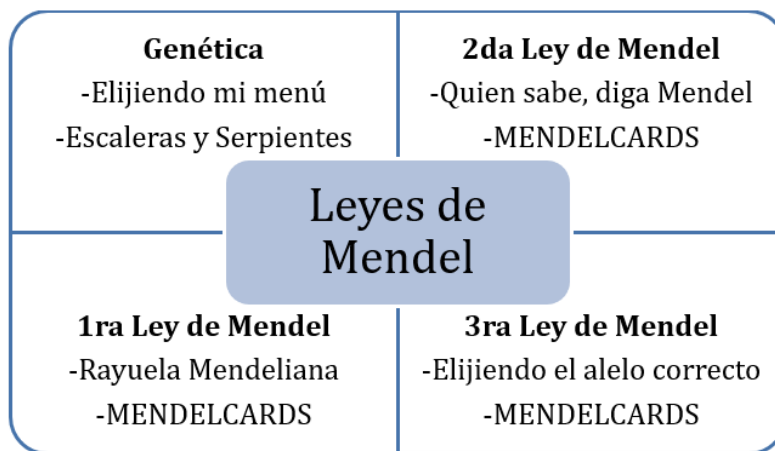 Genética
-Elijiendo mi menú
-Escaleras y Serpientes
2da Ley de Mendel
-Quien sabe, diga Mendel
-MENDELCARDS
Leyes de
Mendel
1ra Ley de Mendel
-Rayuela Mendeliana
-MENDELCARDS
3ra Ley de Mendel
-Elijiendo el alelo correcto
-MENDELCARDS